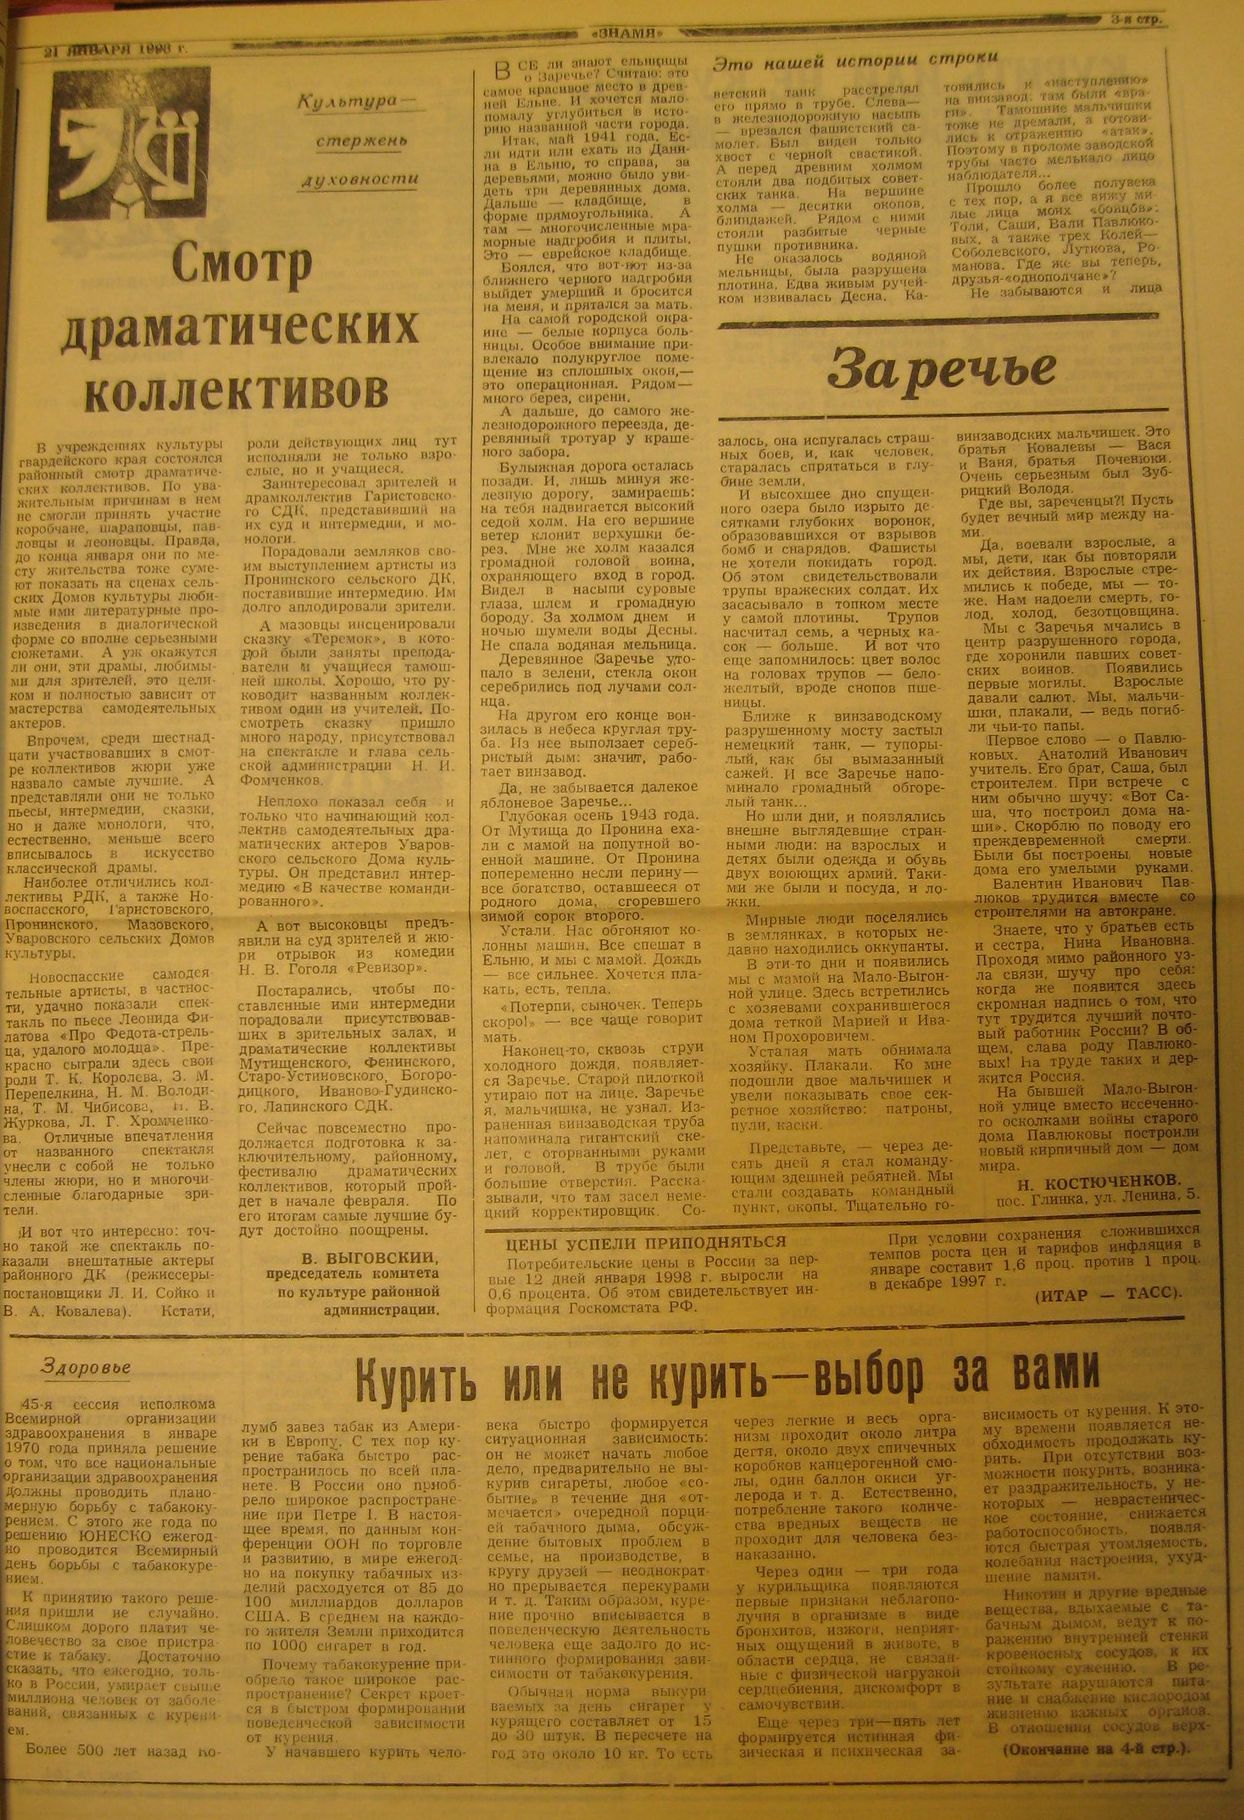 21 ЯНВАРЯ 1998 г.
«ЗНАМЯ»
3-я стр.
Культура —
стержень
духовности
Смотр
драматических
коллективов
В учреждениях культуры
гвардейского края состоялся
районный смотр драматиче-
ских коллективов. По ува-
жительным причинам в нем
не смогли принять участие
коробчане, шараповцы, пав-
ловцы и леоновцы. Правда,
до конца января они по ме-
сту жительства тоже суме-
ют показать на сценах сель-
ских Домов культуры люби-
мые ими литературные про-
изведения в диалогической
форме со вполне серьезными
сюжетами. А уж окажутся
ли они, эти драмы, любимы-
ми для зрителей, это цели-
ком и полностью зависит от
мастерства самодеятельных
актеров.
Впрочем, среди шестнад-
цати участвовавших в смот-
ре коллективов жюри уже
назвало самые лучшие. А
представляли они не только
пьесы, интермедии, сказки,
но и даже монологи, что,
естественно, меньше всего
вписывалось в искусство
классической драмы.
Наиболее отличились кол-
лективы РДК, а также Но-
воспасского, Гаристовского,
Пронинского, Мазовского,
Уваровского сельских Домов
культуры.
Новоспасские самодея
тельные артисты, в частнос-
ти, удачно показали спек-
такль по пьесе Леонида Фи-
латова «Про Федота-стрель-
ца, удалого молодца». Пре-
красно сыграли здесь свои
роли Т. К. Королева, З. М.
Перепелкина, Н. М. Володи-
на, Т. М. Чибисова, В.
Журкова, Л. Г. Хромченко-
ва. Отличные впечатления
от названного спектакля
унесли с собой не только
члены жюри, но и многочи
сленные благодарные зри-
тели.
И вот что интересно: точ-
но такой же спектакль по-
казали внештатные актеры
районного ДК (режиссеры-
постановщики Л. И. Сойко и
В. А. Ковалева). Кстати,
роли действующих лиц тут
исполняли не только взро-
слые, но и учащиеся.
Заинтересовал зрителей и
драмколлектив Гаристовско-
го СДК, представивший на
их суд и интермедии, и мо-
нологи.
Порадовали земляков сво-
им выступлением артисты из
Пронинского сельского ДК,
поставившие интермедию. Им
долго аплодировали зрители.
А мазовцы инсценировали
сказку «Теремок», в кото-
рой были заняты препода-
ватели и учащиеся тамош-
ней школы. Хорошо, что ру-
ководит названным коллек-
тивом один из учителей. По-
смотреть сказку пришло
много народу, присутствовал
на спектакле и глава сель-
ской администрации Н. И.
Фомченков.
Неплохо показал себя и
только что начинающий кол-
лектив самодеятельных дра-
матических актеров Уваров-
ского сельского Дома куль-
туры. Он представил интер-
медию «В качестве команди-
рованного».
А вот высоковцы предъ-
явили на суд зрителей и жю-
ри отрывок из комедии
Н. В. Гоголя «Ревизор».
Постарались, чтобы по-
ставленные ими интермедии
порадовали присутствовав-
ших в зрительных залах, и
драматические коллективы
Мутищенского, Фенинского,
Старо-Устиновского, Богоро-
дицкого, Иваново-Гудинско-
го, Лапинского СДК.
Сейчас повсеместно про-
должается подготовка к за-
ключительному, районному,
фестивалю драматических
коллективов, который прой-
дет в начале февраля. По
его итогам самые лучшие бу-
дут достойно поощрены.
В. ВЫГОВСКИЙ,
председатель комитета
по культуре районной
администрации.
Это нашей истории строки
Заречье
ВСЕ ли знают ельнинцы
о Заречье? Считаю: это
самое красивое место в древ-
ней Ельне. И хочется мало-
помалу углубиться в исто-
рию названной части города.
Итак, май 1941 года. Ес-
ли идти или ехать из Дани-
на в Ельню, то справа, за
деревьями, можно было уви-
деть три деревянных дома.
Дальше — кладбище, в
форме прямоугольника. А
там — многочисленные мра-
морные надгробия и плиты.
Это — еврейское кладбище.
Боялся, что вот-вот из-за
ближнего черного надгробия
выйдет умерший и бросится
на меня, и прятался за мать.
На самой городской окра-
ине — белые корпуса боль-
ницы. Особое внимание при-
влекало полукруглое поме-
щение из сплошных окон,—
это операционная. Рядом—
много берез, сирени.
А дальше, до самого же-
лезнодорожного переезда, де-
ревянный тротуар у краше-
ного забора.
Булыжная дорога осталась
позади. И, лишь минуя же-
лезную дорогу, замираешь:
на тебя надвигается высокий
седой холм. На его вершине
ветер клонит верхушки бе-
рез. Мне же холм казался
громадной головой воина,
охраняющего вход в город.
Видел в насыпи суровые
глаза, шлем и громадную
бороду. За холмом днем и
ночью шумели воды Десны.
Не спала водяная мельница.
Деревянное Заречье уто-
пало в зелени, стекла окон
серебрились под лучами сол-
нца.
На другом его конце вон-
зилась в небеса круглая тру-
ба. Из нее выползает сереб-
ристый дым: значит, рабо-
тает винзавод.
Да, не забывается далекое
яблоневое Заречье...
Глубокая осень 1943 года.
От Мутища до Пронина еха-
ли с мамой на попутной во-
енной машине. От Пронина
попеременно несли перину—
все богатство, оставшееся от
родного дома, сгоревшего
зимой сорок второго.
Устали. Нас обгоняют ко-
лонны машин. Все спешат в
Ельню, и мы с мамой. Дождь
— все сильнее. Хочется пла-
кать, есть, тепла.
«Потерпи, сыночек. Теперь
скоро!» — все чаще говорит
мать.
Наконец-то, сквозь струи
холодного дождя, появляет-
ся Заречье. Старой пилоткой
утираю пот на лице. Заречье
я, мальчишка, не узнал. Из-
раненная винзаводская труба
напоминала гигантский ске-
лет, с оторванными руками
и головой. В трубе были
большие отверстия. Расска-
зывали, что там засел неме-
цкий корректировщик. Со-
ветский танк расстрелял
его прямо в трубе. Слева—
в железнодорожную насыпь
— врезался фашистский са-
молет. Был виден только
хвост с черной свастикой.
А перед древним холмом
стояли два подбитых совет-
ских танка. На вершине
холма — десятки окопов,
блиндажей. Рядом с ними
стояли разбитые черные
пушки противника.
Не оказалось водяной
мельницы, была разрушена
плотина. Едва живым ручей-
ком извивалась Десна. Ка-
залось, она испугалась страш-
ных боев, и, как человек,
старалась спрятаться в глу-
бине земли.
И высохшее дно спущен-
ного озера было изрыто де-
сятками глубоких воронок,
образовавшихся от взрывов
бомб и снарядов. Фашисты
не хотели покидать город.
Об этом свидетельствовали
трупы вражеских солдат. Их
засасывало в топком месте
у самой плотины. Трупов
насчитал семь, а черных ка-
сок — больше. И вот что
еще запомнилось: цвет волос
на головах трупов — бело-
желтый, вроде снопов пше-
ницы.
Ближе к винзаводскому
разрушенному мосту застыл
немецкий танк, — тупоры-
лый, как бы вымазанный
сажей. И все Заречье напо-
минало громадный обгоре-
лый танк...
Но шли дни, и появлялись
внешне выглядевшие стран-
ными люди: на взрослых и
детях были одежда и обувь
двух воюющих армий. Таки-
ми же были и посуда, и ло-
жки.
Мирные люди поселялись
в землянках, в которых не-
давно находились оккупанты.
В эти-то дни и появились
мы с мамой на Мало-Выгон-
ной улице. Здесь встретились
с хозяевами сохранившегося
дома теткой Марией и Ива-
ном Прохоровичем.
Усталая мать обнимала
хозяйку. Плакали. Ко мне
подошли двое мальчишек и
увели показывать свое сек-
ретное хозяйство: патроны,
пули, каски.
Представьте, — через де-
сять дней я стал команду-
ющим здешней ребятней. Мы
стали создавать командный
пункт, окопы. Тщательно го-
товились к «наступлению»
на винзавод: там были «вра-
ги». Тамошние мальчишки
тоже не дремали, а готови-
лись к отражению «атак».
Поэтому в проломе заводской
трубы часто мелькало лицо
наблюдателя...
Прошло более полувека
с тех пор, а я все вижу ми-
лые лица моих «бойцов»:
Толи, Саши, Вали Павлюко-
вых, а также трех Колей—
Соболевского, Луткова, Ро-
манова. Где же вы теперь,
друзья-«однополчане»?
Не забываются и лица
винзаводских мальчишек. Это
братья Ковалевы — Вася
и Ваня, братья Поченюки.
Очень серьезным был Зуб-
рицкий Володя.
Где вы, зареченцы?! Пусть
будет вечный мир между на-
ми.
Да, воевали взрослые, а
мы, дети, как бы повторяли
их действия. Взрослые стре-
мились к победе, мы — то-
же. Нам надоели смерть, го-
лод, холод, безотцовщина.
Мы с Заречья мчались в
центр разрушенного города,
где хоронили павших совет-
ских воинов. Появились
первые могилы. Взрослые
давали салют. Мы, мальчи-
шки, плакали, — ведь погиб-
ли чьи-то папы.
Первое слово — о Павлю-
ковых. Анатолий Иванович
учитель. Его брат, Саша, был
строителем. При встрече с
ним обычно шучу: «Вот Са-
ша, что построил дома на-
ши». Скорблю по поводу его
преждевременной смерти.
Были бы построены новые
дома его умелыми руками.
Валентин Иванович Пав-
люков трудится вместе со
строителями на автокране.
Знаете, что у братьев есть
и сестра, Нина Ивановна.
Проходя мимо районного уз-
ла связи, шучу про себя:
когда же появится здесь
скромная надпись о том, что
тут трудится лучший почто-
вый работник России? В об-
щем, слава роду Павлюко-
вых! На труде таких и дер-
жится Россия.
На бывшей Мало-Выгон-
ной улице вместо иссеченно-
го осколками войны старого
дома Павлюковы построили
новый кирпичный дом — дом
мира.
Н. КОСТЮЧЕНКОВ.
пос. Глинка, ул. Ленина, 5.
ЦЕНЫ УСПЕЛИ ПРИПОДНЯТЬСЯ
Потребительские цены в России за пер-
вые 12 дней января 1998 г. выросли на
0,6 процента. Об этом свидетельствует ин-
формация Госкомстата РФ.
При условии сохранения сложившихся
темпов роста цен и тарифов инфляция в
январе составит 1,6 проц. против 1 проц.
в декабре 1997 г.
(ИТАР — ТАСС).
Здоровье
Курить или не курить—выбор за вами
45-я сессия исполкома
Всемирной организации
здравоохранения в январе
1970 года приняла решение
о том, что все национальные
организации здравоохранения
должны проводить плано-
мерную борьбу с табакоку-
рением. С этого же года по
решению ЮНЕСКО ежегод-
но проводится Всемирный
день борьбы с табакокуре-
нием.
К принятию такого реше-
ния пришли не случайно.
Слишком дорого платит че-
ловечество за свое пристра-
стие к табаку. Достаточно
сказать, что ежегодно, толь-
ко в России, умирает свыше
миллиона человек от заболе-
ваний, связанных с курени-
ем.
Более 500 лет назад Ко-
лумб завез табак из Амери-
ки в Европу. С тех пор ку-
рение табака быстро рас-
пространилось по всей пла-
нете. В России оно приоб-
рело широкое распростране-
ние при Петре I. В настоя-
щее время, по данным кон-
ференции ООН по торговле
и развитию, в мире ежегод-
но на покупку табачных из-
делий расходуется от 85 до
100 миллиардов долларов
США. В среднем на каждо-
го жителя Земли приходится
по 1000 сигарет в год.
Почему табакокурение при-
обрело такое широкое рас-
пространение? Секрет кроет-
ся в быстром формировании
поведенческой зависимости
от курения.
У начавшего курить чело-
века быстро формируется
ситуационная зависимость:
он не может начать любое
дело, предварительно не вы-
курив сигареты, любое «со-
бытие» в течение дня «от-
мечается» очередной порци-
ей табачного дыма, обсуж-
дение бытовых проблем в
семье, на производстве, в
кругу друзей — неоднократ-
но прерывается перекурами
и т. д. Таким образом, куре-
ние прочно вписывается в
поведенческую деятельность
человека еще задолго до ис-
тинного формирования зави-
симости от табакокурения.
Обычная норма выкури
ваемых за день сигарет у
курящего составляет от 15
до 30 штук. В пересчете на
год это около 10 кг. То есть
через легкие и весь орга-
низм проходит около литра
дегтя, около двух спичечных
коробков канцерогенной смо-
лы, один баллон окиси уг-
лерода и т. д. Естественно,
потребление такого количе-
ства вредных веществ не
проходит для человека без-
наказанно.
Через один — три года
у курильщика появляются
первые признаки неблагопо-
лучия в организме в виде
бронхитов, изжоги, неприят-
ных ощущений в животе, в
области сердца, не связан-
ные с физической нагрузкой
сердцебиения, дискомфорт в
самочувствии.
Еще через три—пять лет
формируется истинная фи-
зическая и психическая за-
висимость от курения. К это-
му времени появляется не-
обходимость продолжать ку-
рить. При отсутствии воз-
можности покурить, возника-
ет раздражительность, у не-
которых — неврастеничес-
кое состояние, снижается
работоспособность, появля-
ются быстрая утомляемость,
колебания настроения, ухуд-
шение памяти.
Никотин и другие вредные
вещества, вдыхаемые с та-
бачным дымом, ведут к по-
ражению внутренней стенки
кровеносных сосудов, к их
стойкому сужению. В ре-
зультате нарушаются пита-
ние и снабжение кислородом
жизненно важных органов.
В отношении сосудов верх-
(Окончание на 4-й стр.).